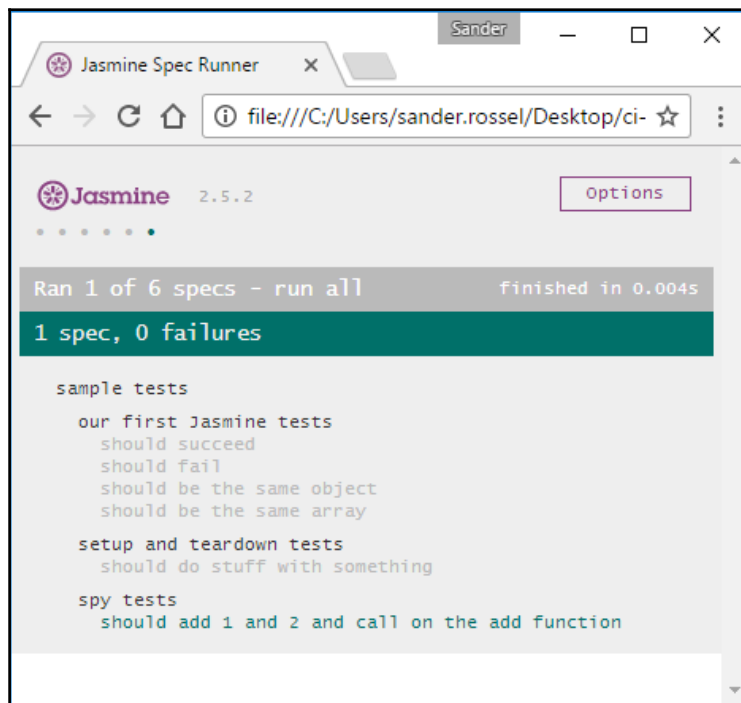 Sander
Jasmine Spec Runner
file:///C:/Users/sander.rossel/Desktop/ci-
Jasmine 2.5.2 Options
Ran 1 of 6 specs - run all finished in 0.004s
1 spec, 0 failures
sample tests
our first Jasmine tests
should succeed
should fail
should be the same object
should be the same array
setup and teardown tests
should do stuff with something
spy tests
should add 1 and 2 and call on the add function